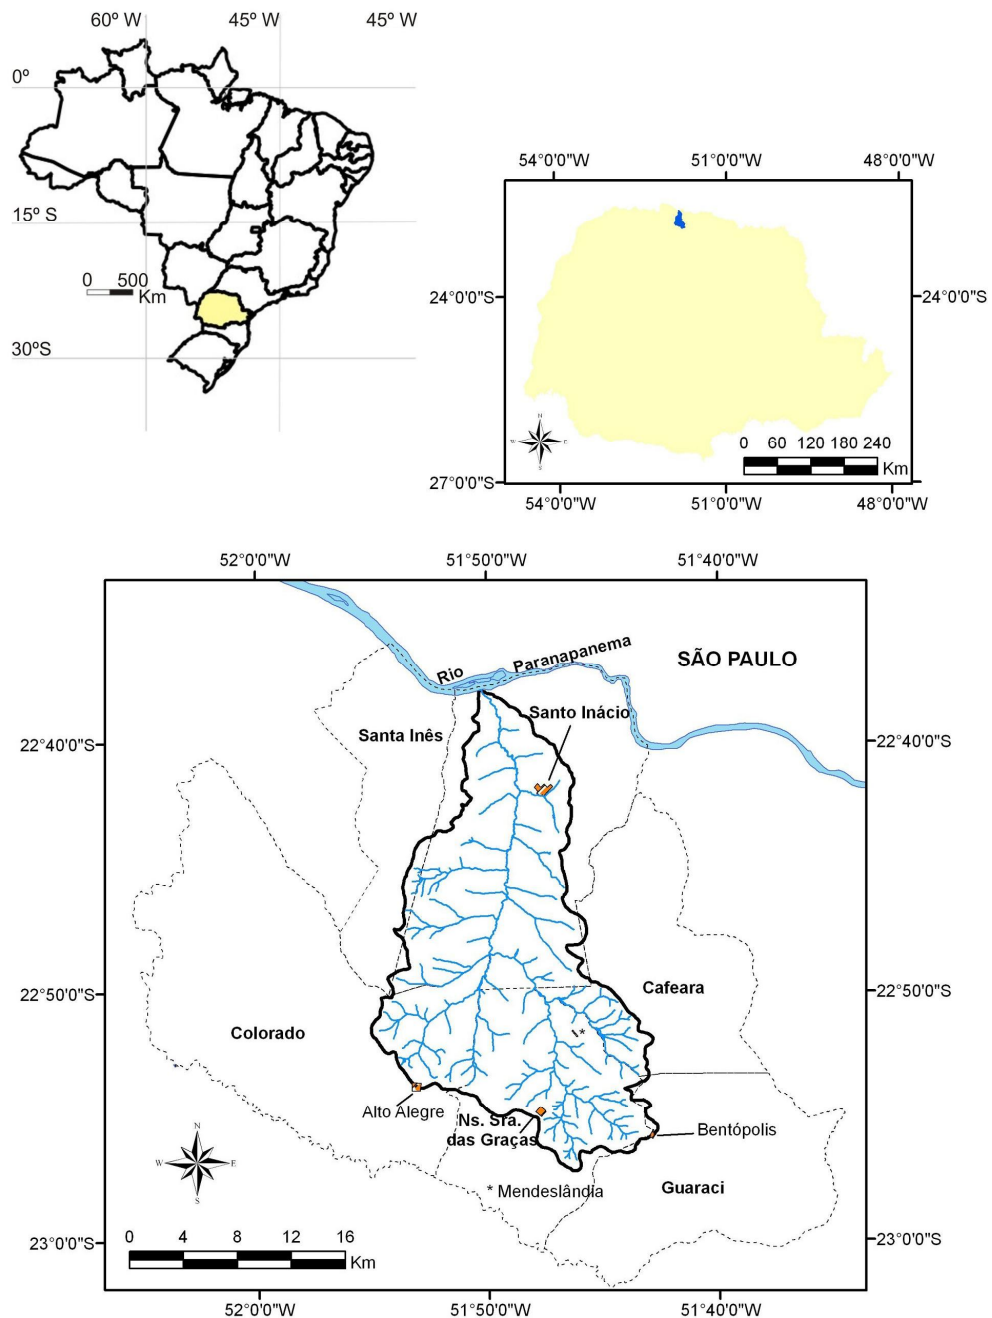 60º W
45º W
45º W
0º
15º S
30ºS
0 500
Km
54°0'0"W
51°0'0"W
48°0'0"W
24°0'0"S
24°0'0"S
27°0'0"S
N
W
E
S
0 60 120 180 240
Km
54°0'0"W
51°0'0"W
48°0'0"W
52°0'0"W
51°50'0"W
51°40'0"W
Rio
Paranapanema
SÃO PAULO
Santo Inácio
Santa Inês
22°40'0"S
22°40'0"S
22°50'0"S
22°50'0"S
Cafeara
Colorado
*
Alto Alegre
Ns. Sra.
das Graças
Bentópolis
* Mendeslândia
Guaraci
N
W
E
S
0 4 8 12 16
Km
23°0'0"S
23°0'0"S
52°0'0"W
51°50'0"W
51°40'0"W